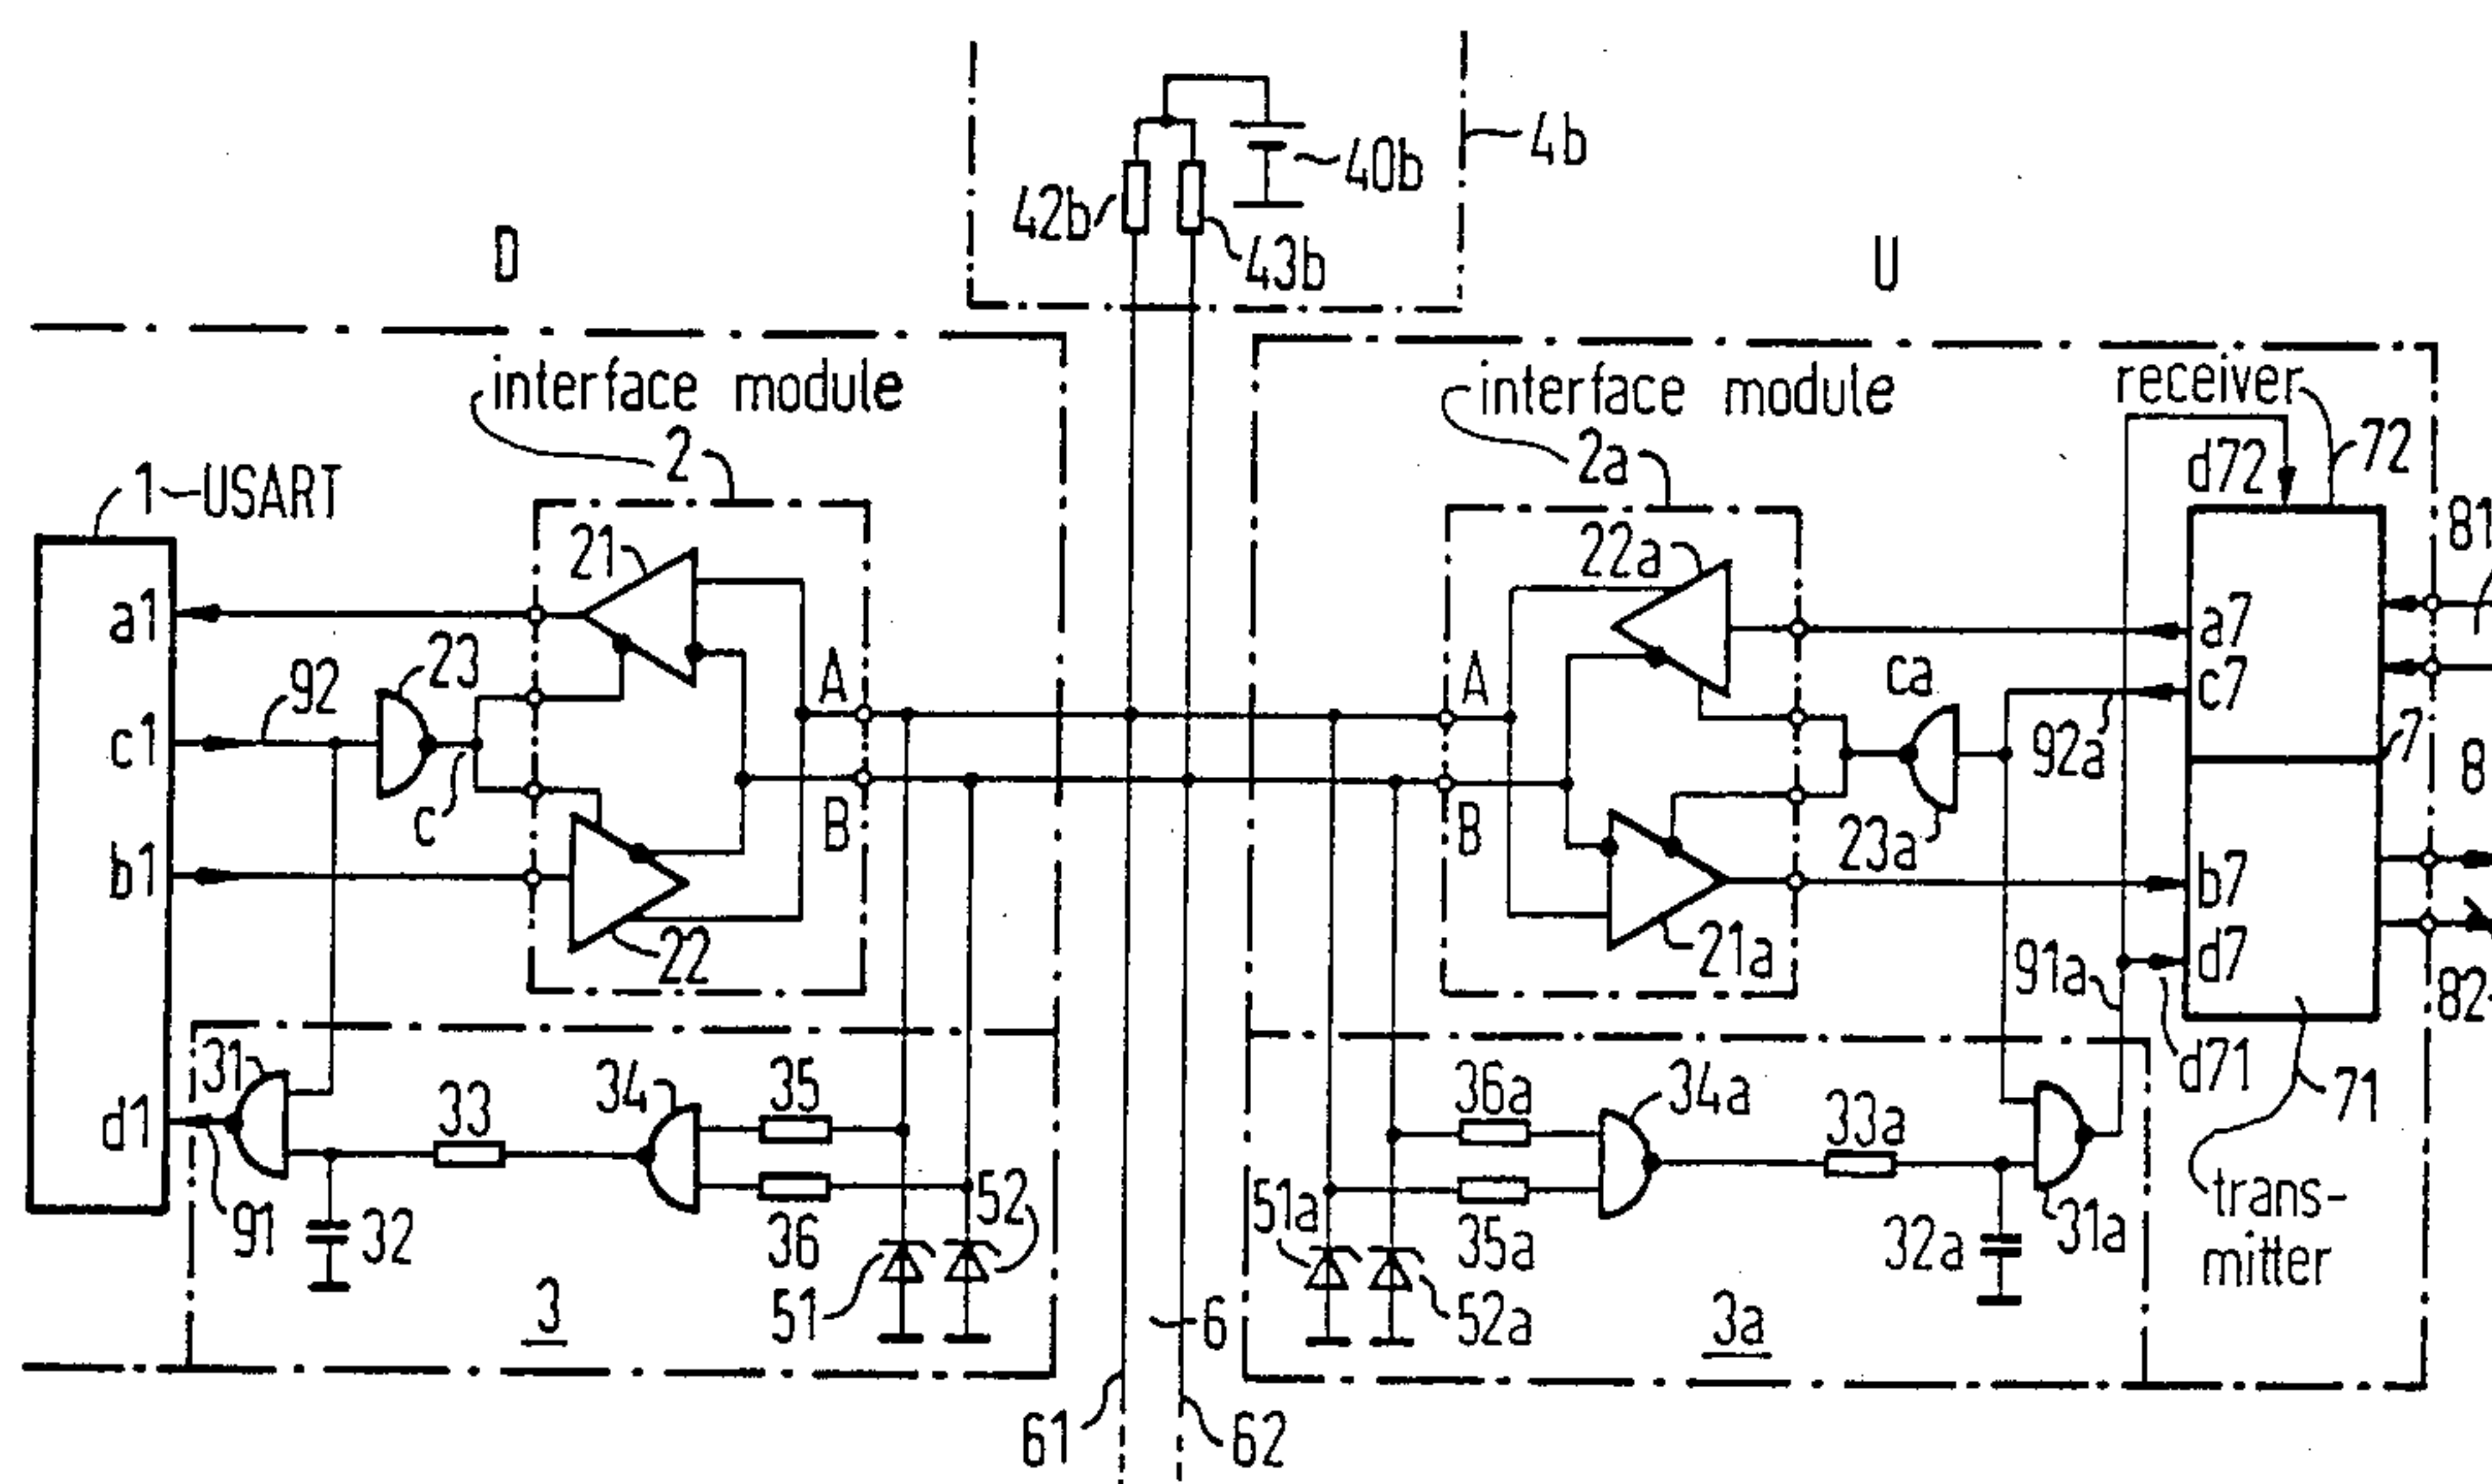 4b
40b
42b
43b
D
U
interface module
2
1 USART
21
a1
23
92
c1
c
b1
22
A
B
31
33
34
35
d1
91
32
36
52
51
3
6
61
62
interface module
2a
receiver
d72
72
81
22a
a7
A
ca
c7
92a
7
8
B
23a
b7
21a
91a
d7
82
d71
36a
34a
33a
71
51a
35a
32a
31a
trans-
mitter
52a
3a